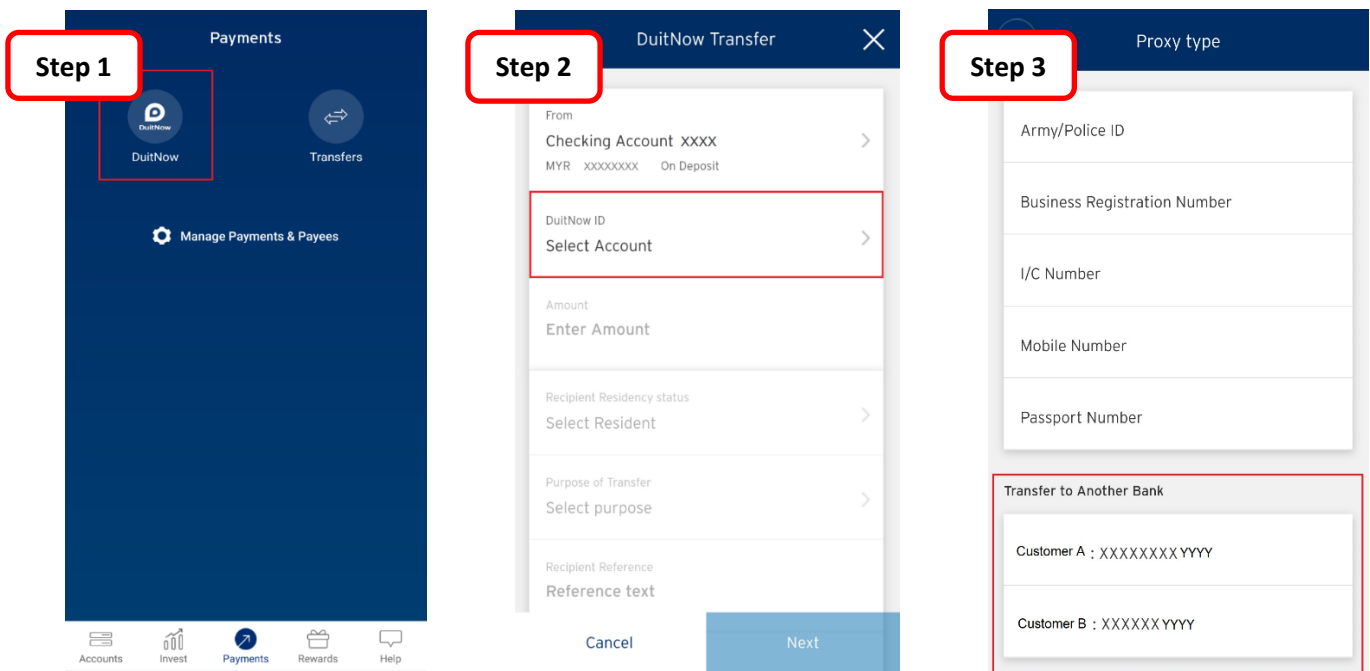 Step 1
Payments
DuitNow
DuitNow
Transfers
Manage Payments & Payees
Accounts
Invest
Payments
Rewards
Help
Step 2
DuitNow Transfer
From
Checking Account XXXX
MYR XXXXXXXX On Deposit
DuitNow ID
Select Account
Amount
Enter Amount
Recipient Residency status
Select Resident
Purpose of Transfer
Select purpose
Recipient Reference
Reference text
Cancel
Next
Step 3
Proxy type
Army/Police ID
Business Registration Number
I/C Number
Mobile Number
Passport Number
Transfer to Another Bank
Customer A : XXXXXXXX YYYY
Customer B : XXXXXX YYYY